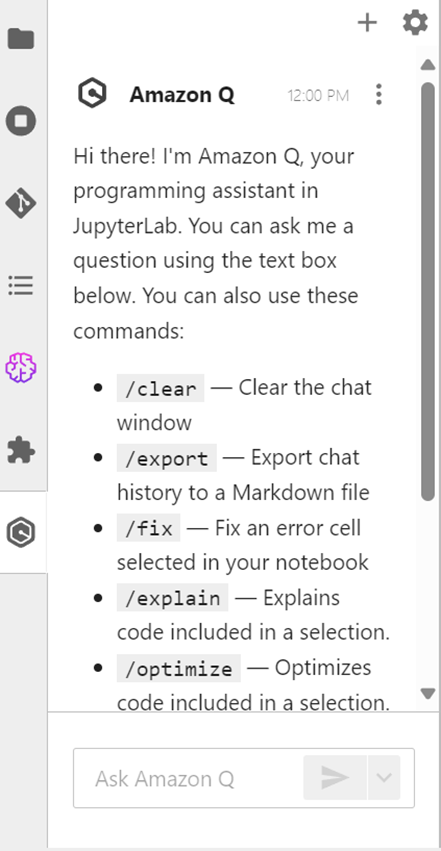 Amazon Q 12:00 PM
Hi there! I'm Amazon Q, your
programming assistant in
JupyterLab. You can ask me a
question using the text box
below. You can also use these
commands:
• /clear — Clear the chat
window
• /export — Export chat
history to a Markdown file
• /fix — Fix an error cell
selected in your notebook
• /explain — Explains
code included in a selection.
• /optimize — Optimizes
code included in a selection.
Ask Amazon Q